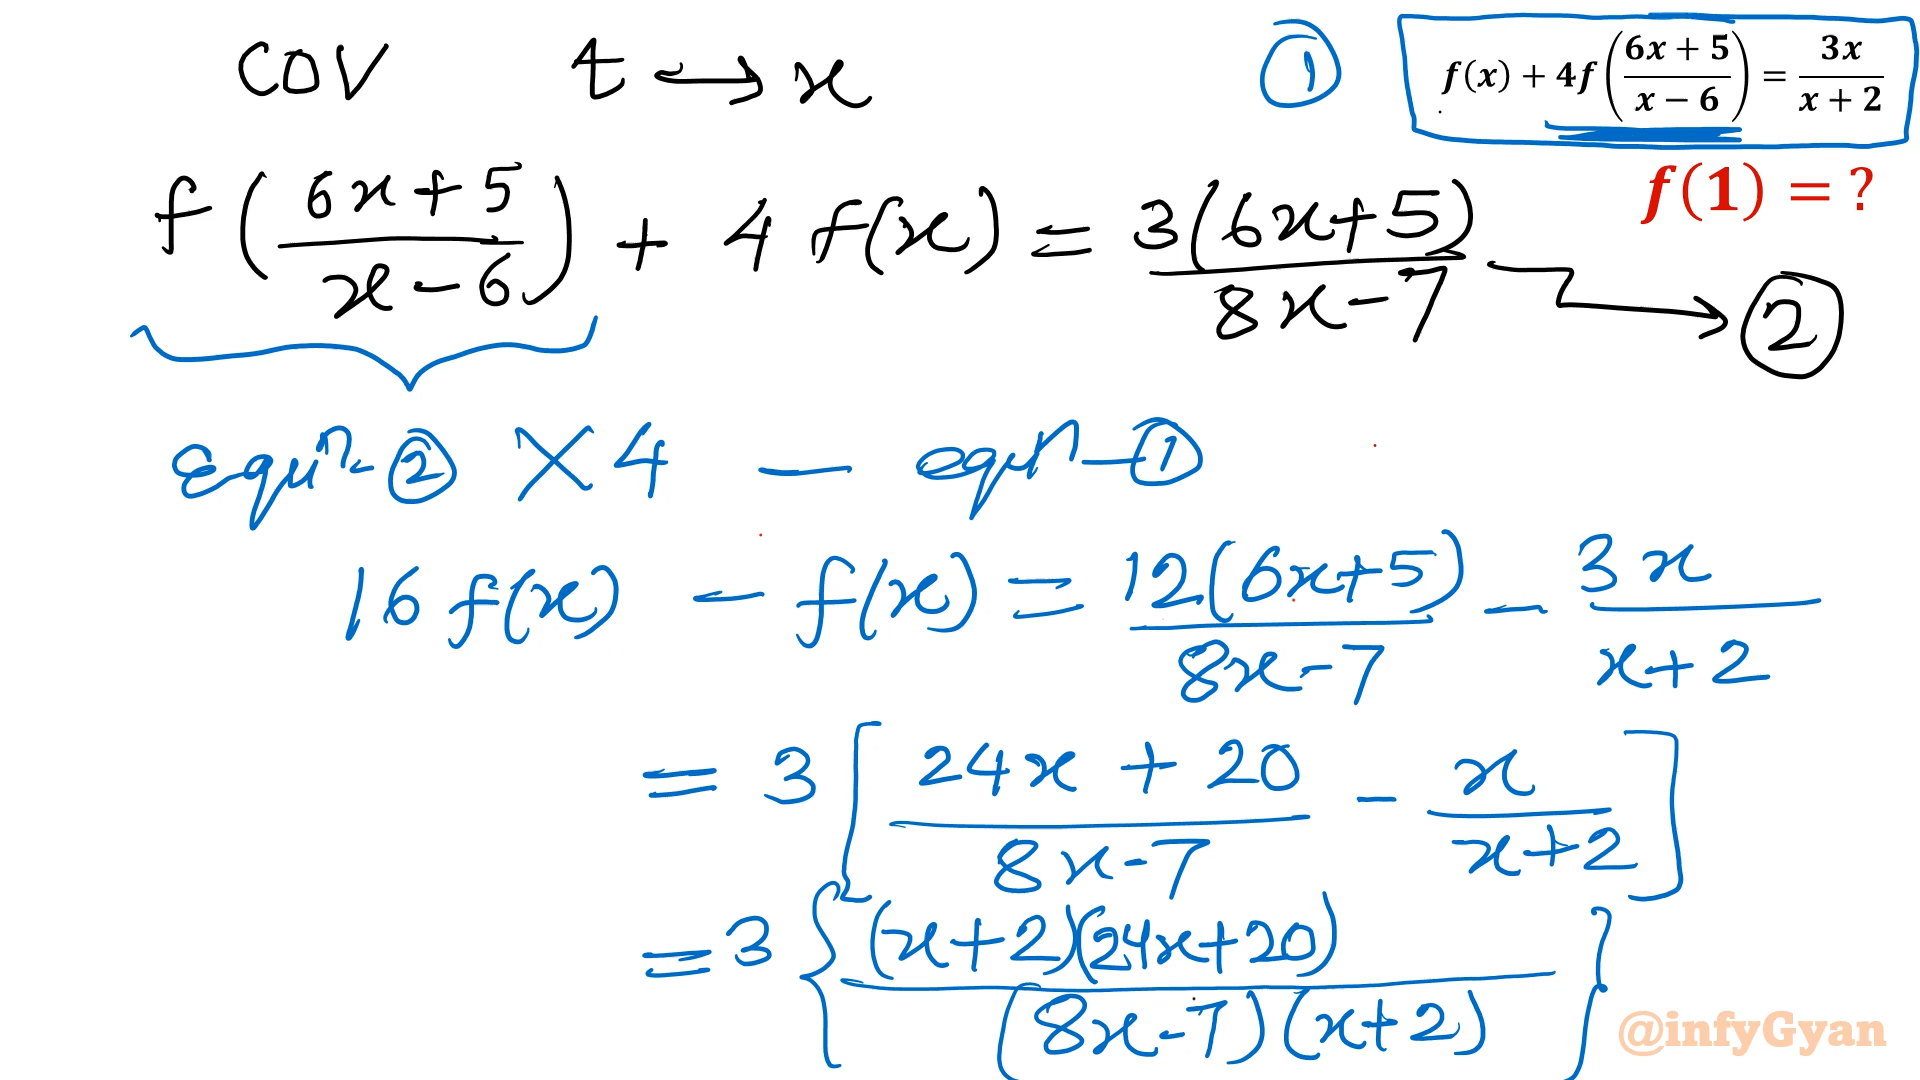 COV t → x
① f(x) + 4f((6x + 5)/(x − 6)) = 3x/(x + 2)
f(1) = ?
f((6x+5)/(x−6)) + 4 f(x) = 3(6x+5)/(8x−7) → ②
Equⁿ- ② × 4 — equⁿ-①
16 f(x) − f(x) = 12(6x+5)/(8x−7) − 3x/(x+2)
= 3[(24x + 20)/(8x−7) − x/(x+2)]
= 3{(x+2)(24x+20)/(8x−7)(x+2)}
@infyGyan